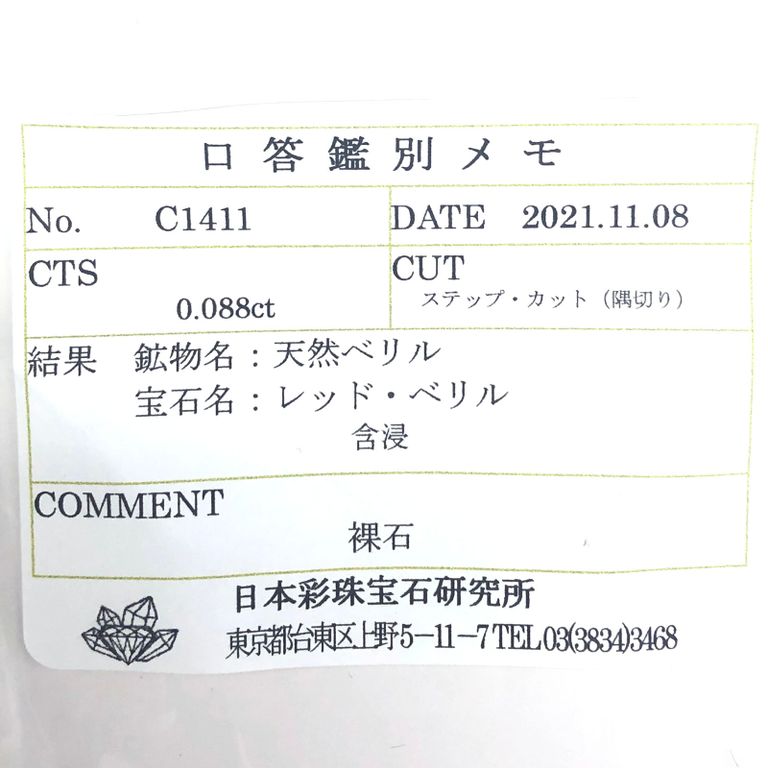 口答鑑別メモ
No. C1411 DATE 2021.11.08
CTS CUT
0.088ct ステップ・カット（隅切り）
結果 鉱物名：天然ベリル
宝石名：レッド・ベリル
含浸
COMMENT
裸石
日本彩珠宝石研究所
東京都台東区上野5－11－7 TEL 03(3834)3468